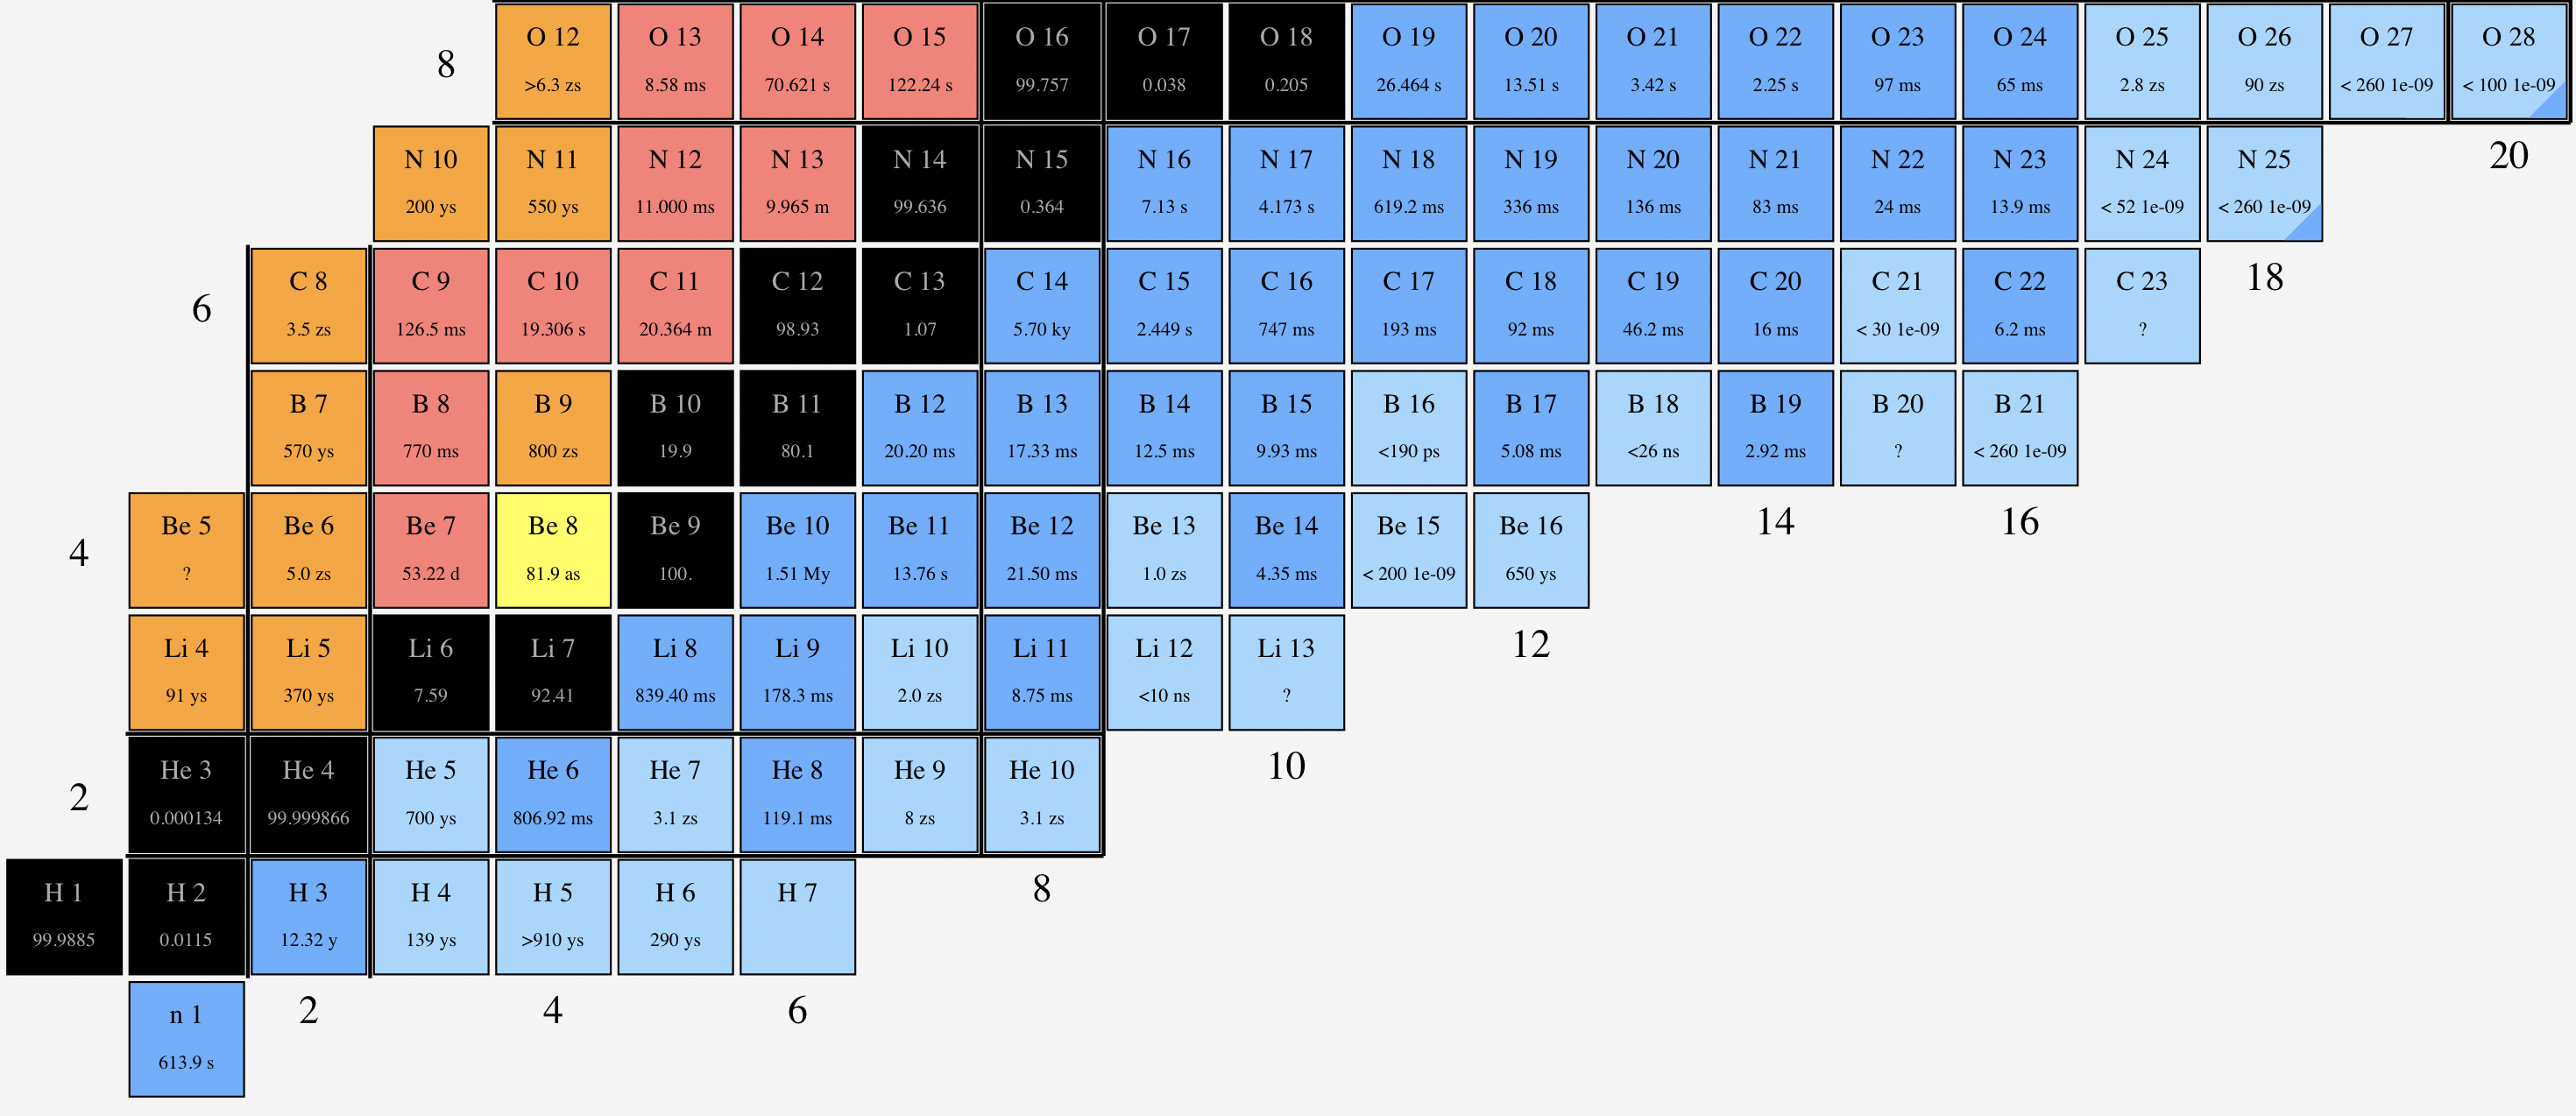 8 O 12 O 13 O 14 O 15 O 16 O 17 O 18 O 19 O 20 O 21 O 22 O 23 O 24 O 25 O 26 O 27 O 28
>6.3 zs 8.58 ms 70.621 s 122.24 s 99.757 0.038 0.205 26.464 s 13.51 s 3.42 s 2.25 s 97 ms 65 ms 2.8 zs 90 zs < 260 1e-09 < 100 1e-09
N 10 N 11 N 12 N 13 N 14 N 15 N 16 N 17 N 18 N 19 N 20 N 21 N 22 N 23 N 24 N 25 20
200 ys 550 ys 11.000 ms 9.965 m 99.636 0.364 7.13 s 4.173 s 619.2 ms 336 ms 136 ms 83 ms 24 ms 13.9 ms < 52 1e-09 < 260 1e-09
6 C 8 C 9 C 10 C 11 C 12 C 13 C 14 C 15 C 16 C 17 C 18 C 19 C 20 C 21 C 22 C 23 18
3.5 zs 126.5 ms 19.306 s 20.364 m 98.93 1.07 5.70 ky 2.449 s 747 ms 193 ms 92 ms 46.2 ms 16 ms < 30 1e-09 6.2 ms ?
B 7 B 8 B 9 B 10 B 11 B 12 B 13 B 14 B 15 B 16 B 17 B 18 B 19 B 20 B 21
570 ys 770 ms 800 zs 19.9 80.1 20.20 ms 17.33 ms 12.5 ms 9.93 ms <190 ps 5.08 ms <26 ns 2.92 ms ? < 260 1e-09
4 Be 5 Be 6 Be 7 Be 8 Be 9 Be 10 Be 11 Be 12 Be 13 Be 14 Be 15 Be 16 14 16
? 5.0 zs 53.22 d 81.9 as 100. 1.51 My 13.76 s 21.50 ms 1.0 zs 4.35 ms < 200 1e-09 650 ys
Li 4 Li 5 Li 6 Li 7 Li 8 Li 9 Li 10 Li 11 Li 12 Li 13 12
91 ys 370 ys 7.59 92.41 839.40 ms 178.3 ms 2.0 zs 8.75 ms <10 ns ?
2 He 3 He 4 He 5 He 6 He 7 He 8 He 9 He 10 10
0.000134 99.999866 700 ys 806.92 ms 3.1 zs 119.1 ms 8 zs 3.1 zs
H 1 H 2 H 3 H 4 H 5 H 6 H 7 8
99.9885 0.0115 12.32 y 139 ys >910 ys 290 ys
n 1 2 4 6
613.9 s